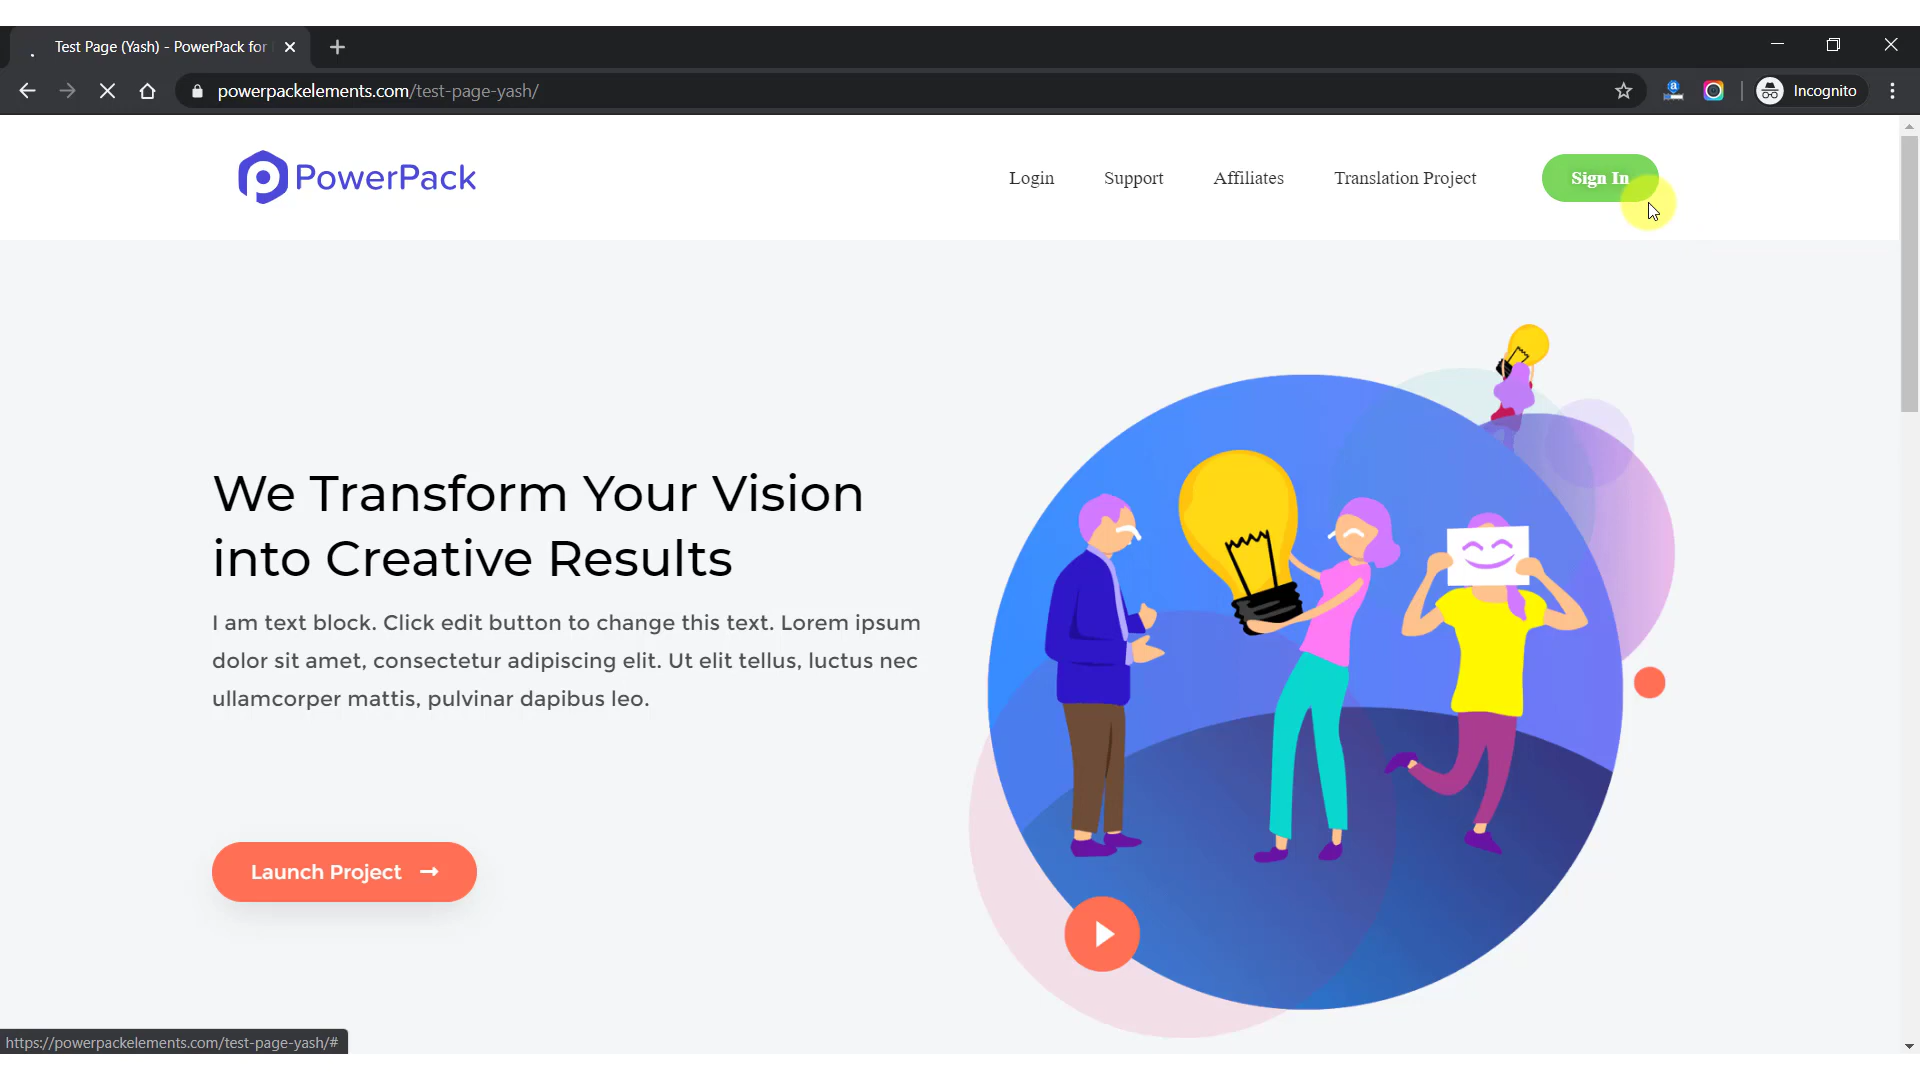 Test Page (Yash) - PowerPack for
powerpackelements.com/test-page-yash/
Incognito
PowerPack
Login
Support
Affiliates
Translation Project
Sign In
We Transform Your Vision
into Creative Results
I am text block. Click edit button to change this text. Lorem ipsum
dolor sit amet, consectetur adipiscing elit. Ut elit tellus, luctus nec
ullamcorper mattis, pulvinar dapibus leo.
Launch Project
https://powerpackelements.com/test-page-yash/#